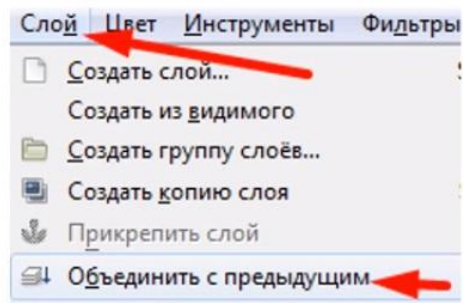 Слой Цвет Инструменты Фильтры
Создать слой...
Создать из видимого
Создать группу слоёв...
Создать копию слоя
Прикрепить слой
Объединить с предыдущим